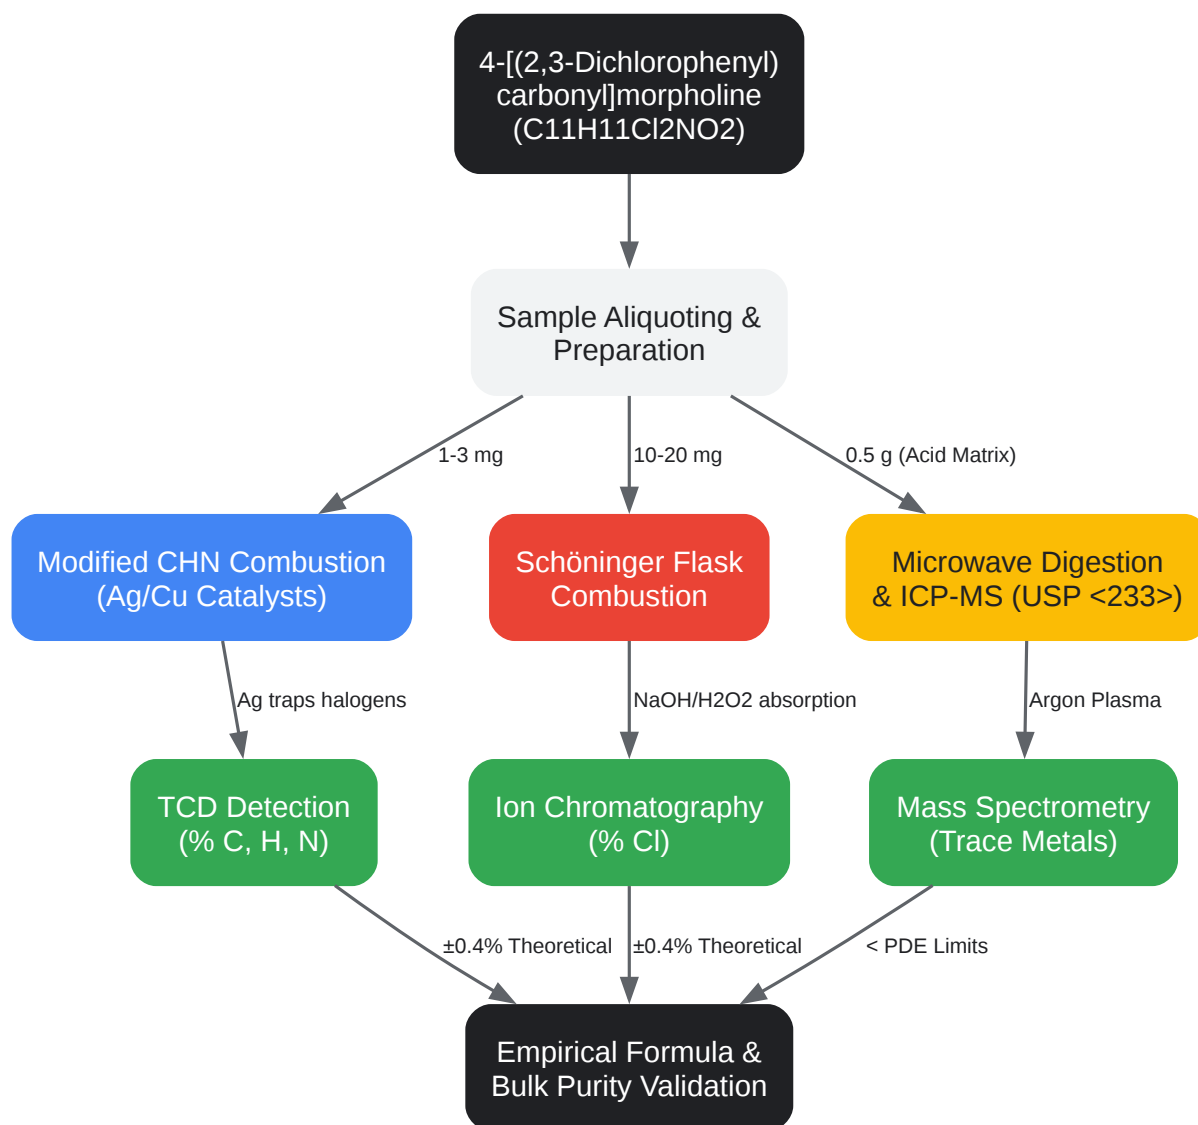 4-[(2,3-Dichlorophenyl)
carbonyl]morpholine
(C11H11Cl2NO2)
Sample Aliquoting &
Preparation
1-3 mg
10-20 mg
0.5 g (Acid Matrix)
Modified CHN Combustion
(Ag/Cu Catalysts)
Schöninger Flask
Combustion
Microwave Digestion
& ICP-MS (USP <233>)
Ag traps halogens
NaOH/H2O2 absorption
Argon Plasma
TCD Detection
(% C, H, N)
Ion Chromatography
(% Cl)
Mass Spectrometry
(Trace Metals)
±0.4% Theoretical
±0.4% Theoretical
< PDE Limits
Empirical Formula &
Bulk Purity Validation